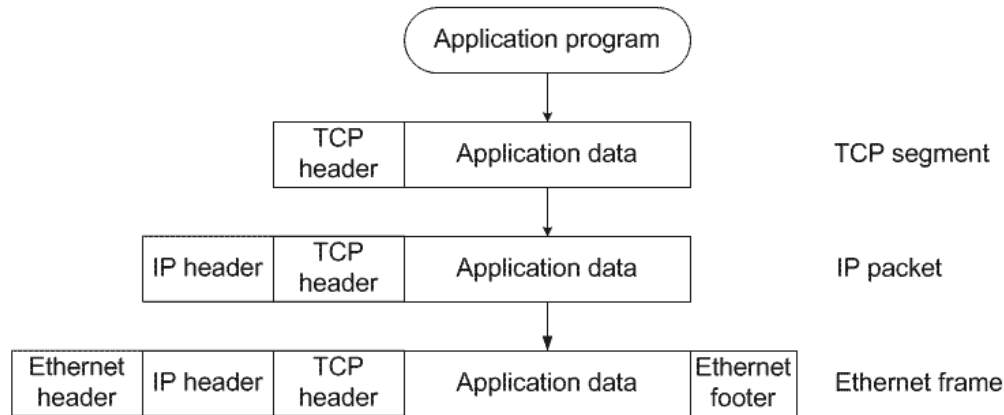 Application program
TCP header Application data TCP segment
IP header TCP header Application data IP packet
Ethernet header IP header TCP header Application data Ethernet footer Ethernet frame